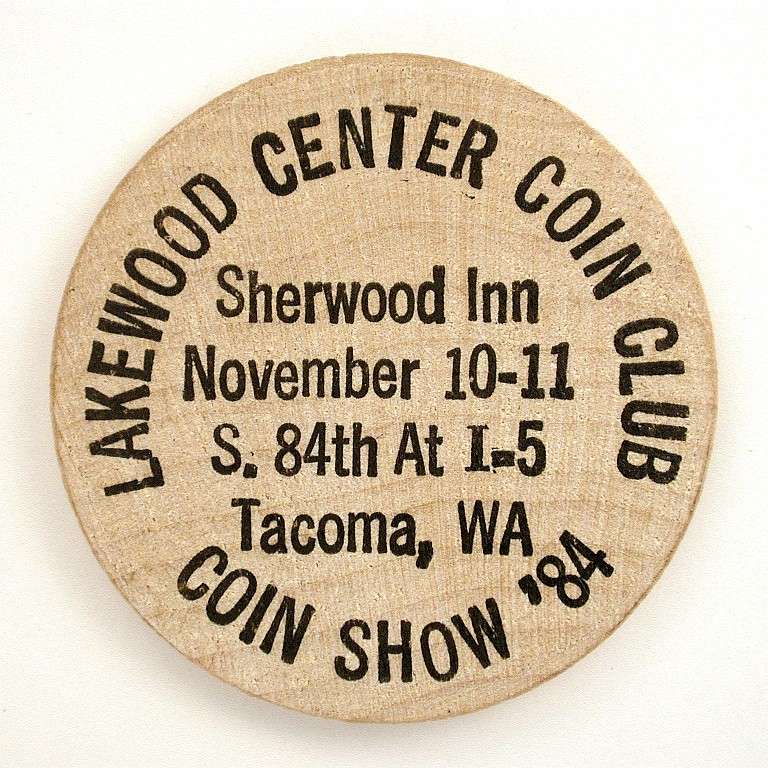 LAKEWOOD CENTER COIN CLUB
Sherwood Inn
November 10-11
S. 84th At I-5
Tacoma, WA
COIN SHOW '84